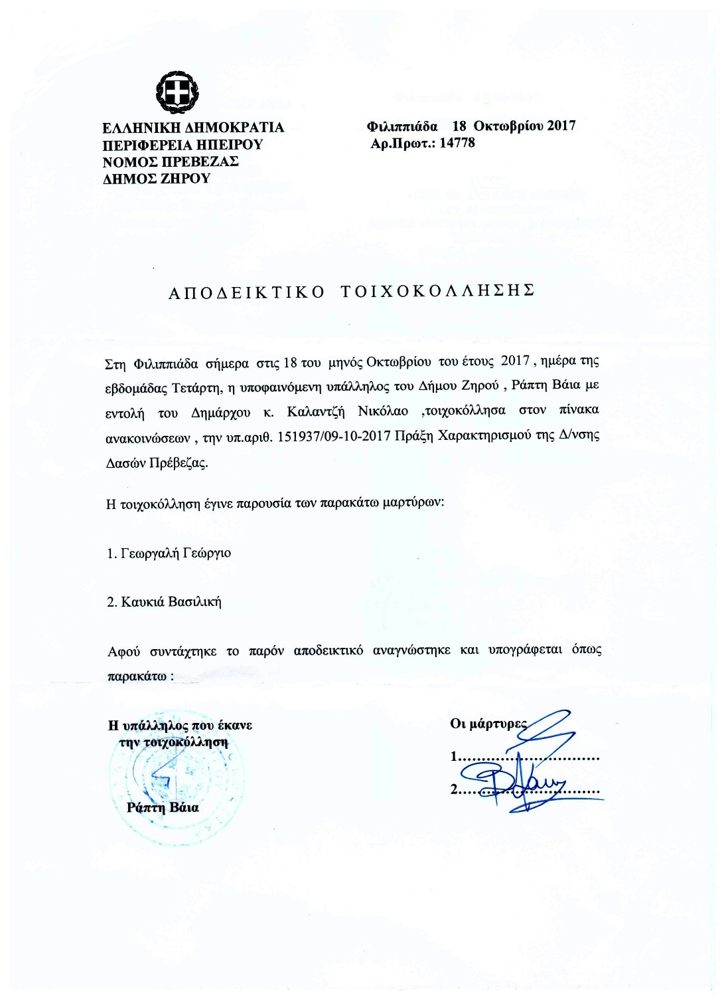 ΕΛΛΗΝΙΚΗ ΔΗΜΟΚΡΑΤΙΑ
ΠΕΡΙΦΕΡΕΙΑ ΗΠΕΙΡΟΥ
ΝΟΜΟΣ ΠΡΕΒΕΖΑΣ
ΔΗΜΟΣ ΖΗΡΟΥ
Φιλιππιάδα 18 Οκτωβρίου 2017
Αρ.Πρωτ.: 14778
ΑΠΟΔΕΙΚΤΙΚΟ ΤΟΙΧΟΚΟΛΛΗΣΗΣ
Στη Φιλιππιάδα σήμερα στις 18 του μηνός Οκτωβρίου του έτους 2017 , ημέρα της
εβδομάδας Τετάρτη, η υποφαινόμενη υπάλληλος του Δήμου Ζηρού , Ράπτη Βάια με
εντολή του Δημάρχου κ. Καλαντζή Νικόλαο ,τοιχοκόλλησα στον πίνακα
ανακοινώσεων , την υπ.αριθ. 151937/09-10-2017 Πράξη Χαρακτηρισμού της Δ/νσης
Δασών Πρέβεζας.
Η τοιχοκόλληση έγινε παρουσία των παρακάτω μαρτύρων:
1. Γεωργαλή Γεώργιο
2. Καυκιά Βασιλική
Αφού συντάχτηκε το παρόν αποδεικτικό αναγνώστηκε και υπογράφεται όπως
παρακάτω :
Η υπάλληλος που έκανε
την τοιχοκόλληση
Ράπτη Βάια
Οι μάρτυρες
1..............................
2..............................